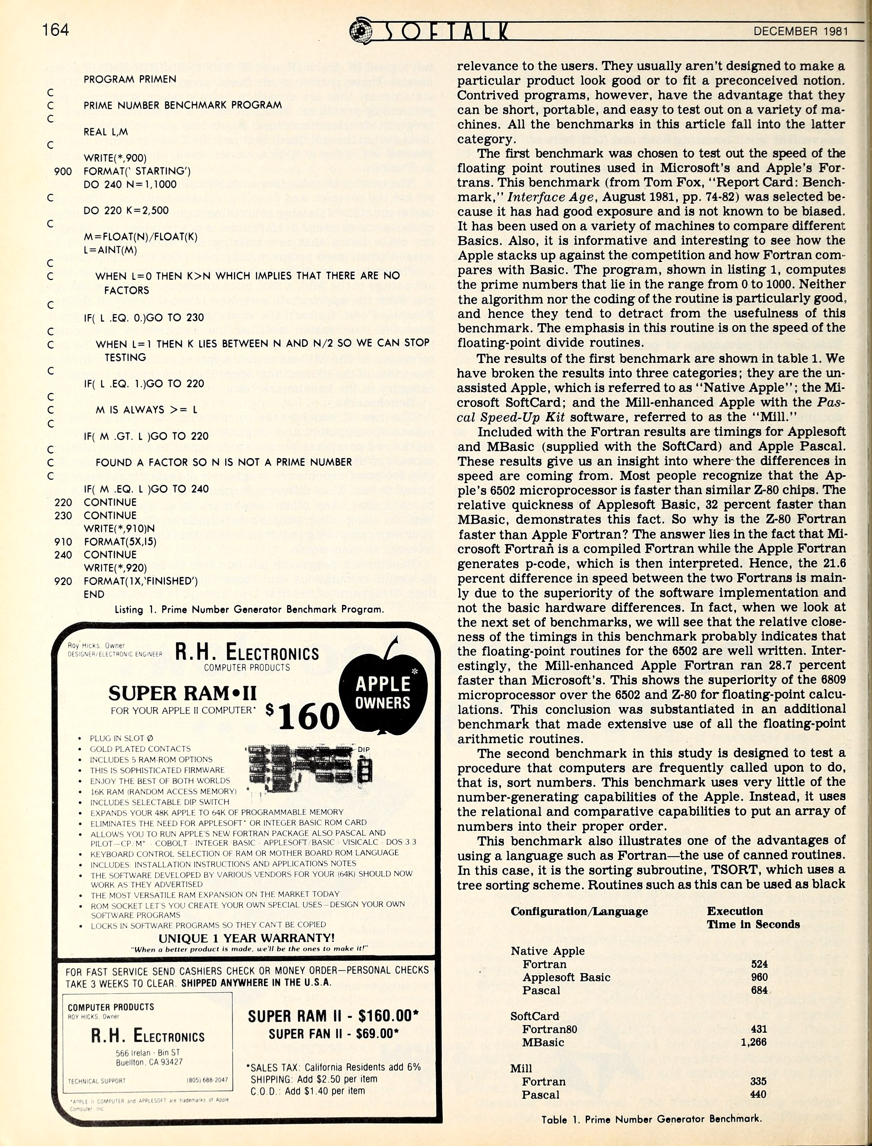 164
SOFTALK
DECEMBER 1981
PROGRAM PRIMEN
C
C PRIME NUMBER BENCHMARK PROGRAM
C
REAL L,M
C
WRITE(*,900)
900 FORMAT(' STARTING')
DO 240 N=1,1000
C
DO 220 K=2,500
C
M=FLOAT(N)/FLOAT(K)
L=AINT(M)
C
C WHEN L=0 THEN K>N WHICH IMPLIES THAT THERE ARE NO
FACTORS
C
IF( L .EQ. 0.)GO TO 230
C
C WHEN L=1 THEN K LIES BETWEEN N AND N/2 SO WE CAN STOP
TESTING
C
IF( L .EQ. 1.)GO TO 220
C
C M IS ALWAYS >= L
C
IF( M .GT. L )GO TO 220
C
C FOUND A FACTOR SO N IS NOT A PRIME NUMBER
C
IF( M .EQ. L )GO TO 240
220 CONTINUE
230 CONTINUE
WRITE(*,910)N
910 FORMAT(5X,I5)
240 CONTINUE
WRITE(*,920)
920 FORMAT(1X,'FINISHED')
END
Listing 1. Prime Number Generator Benchmark Program.
Roy HICKS, Owner
DESIGNER/ELECTRONIC ENGINEER
R.H. ELECTRONICS
COMPUTER PRODUCTS
SUPER RAM•II
FOR YOUR APPLE II COMPUTER* $160
APPLE*
OWNERS
• PLUG IN SLOT Ø
• GOLD PLATED CONTACTS
• INCLUDES 5 RAM-ROM OPTIONS
• THIS IS SOPHISTICATED FIRMWARE
• ENJOY THE BEST OF BOTH WORLDS
• 16K RAM (RANDOM ACCESS MEMORY)
• INCLUDES SELECTABLE DIP SWITCH
DIP
• EXPANDS YOUR 48K APPLE TO 64K OF PROGRAMMABLE MEMORY
• ELIMINATES THE NEED FOR APPLESOFT* OR INTEGER BASIC ROM CARD
• ALLOWS YOU TO RUN APPLE'S NEW FORTRAN PACKAGE ALSO PASCAL AND
PILOT-CP/M* - COBOLT - INTEGER BASIC - APPLESOFT BASIC - VISICALC - DOS 3.3
• KEYBOARD CONTROL SELECTION OF RAM OR MOTHER BOARD ROM LANGUAGE
• INCLUDES: INSTALLATION INSTRUCTIONS AND APPLICATIONS NOTES
• THE SOFTWARE DEVELOPED BY VARIOUS VENDORS FOR YOUR (64K) SHOULD NOW
WORK AS THEY ADVERTISED
• THE MOST VERSATILE RAM EXPANSION ON THE MARKET TODAY
• ROM SOCKET LET'S YOU CREATE YOUR OWN SPECIAL USES—DESIGN YOUR OWN
SOFTWARE PROGRAMS
• LOCKS IN SOFTWARE PROGRAMS SO THEY CAN'T BE COPIED
UNIQUE 1 YEAR WARRANTY!
"When a better product is made, we'll be the ones to make it!"
FOR FAST SERVICE SEND CASHIERS CHECK OR MONEY ORDER—PERSONAL CHECKS
TAKE 3 WEEKS TO CLEAR. SHIPPED ANYWHERE IN THE U.S.A.
COMPUTER PRODUCTS
ROY HICKS, Owner
R.H. ELECTRONICS
566 Irelan - Bin ST
Buellton, CA 93427
TECHNICAL SUPPORT (805) 688-2047
*APPLE II COMPUTER and APPLESOFT are trademarks of Apple
Computer Inc.
SUPER RAM II - $160.00*
SUPER FAN II - $69.00*
*SALES TAX: California Residents add 6%
SHIPPING: Add $2.50 per item
C.O.D.: Add $1.40 per item
relevance to the users. They usually aren't designed to make a
particular product look good or to fit a preconceived notion.
Contrived programs, however, have the advantage that they
can be short, portable, and easy to test out on a variety of ma-
chines. All the benchmarks in this article fall into the latter
category.
The first benchmark was chosen to test out the speed of the
floating point routines used in Microsoft's and Apple's For-
trans. This benchmark (from Tom Fox, "Report Card: Bench-
mark," Interface Age, August 1981, pp. 74-82) was selected be-
cause it has had good exposure and is not known to be biased.
It has been used on a variety of machines to compare different
Basics. Also, it is informative and interesting to see how the
Apple stacks up against the competition and how Fortran com-
pares with Basic. The program, shown in listing 1, computes
the prime numbers that lie in the range from 0 to 1000. Neither
the algorithm nor the coding of the routine is particularly good,
and hence they tend to detract from the usefulness of this
benchmark. The emphasis in this routine is on the speed of the
floating-point divide routines.
The results of the first benchmark are shown in table 1. We
have broken the results into three categories; they are the un-
assisted Apple, which is referred to as "Native Apple"; the Mi-
crosoft SoftCard; and the Mill-enhanced Apple with the Pas-
cal Speed-Up Kit software, referred to as the "Mill."
Included with the Fortran results are timings for Applesoft
and MBasic (supplied with the SoftCard) and Apple Pascal.
These results give us an insight into where the differences in
speed are coming from. Most people recognize that the Ap-
ple's 6502 microprocessor is faster than similar Z-80 chips. The
relative quickness of Applesoft Basic, 32 percent faster than
MBasic, demonstrates this fact. So why is the Z-80 Fortran
faster than Apple Fortran? The answer lies in the fact that Mi-
crosoft Fortran is a compiled Fortran while the Apple Fortran
generates p-code, which is then interpreted. Hence, the 21.6
percent difference in speed between the two Fortrans is main-
ly due to the superiority of the software implementation and
not the basic hardware differences. In fact, when we look at
the next set of benchmarks, we will see that the relative close-
ness of the timings in this benchmark probably indicates that
the floating-point routines for the 6502 are well written. Inter-
estingly, the Mill-enhanced Apple Fortran ran 28.7 percent
faster than Microsoft's. This shows the superiority of the 6809
microprocessor over the 6502 and Z-80 for floating-point calcu-
lations. This conclusion was substantiated in an additional
benchmark that made extensive use of all the floating-point
arithmetic routines.
The second benchmark in this study is designed to test a
procedure that computers are frequently called upon to do,
that is, sort numbers. This benchmark uses very little of the
number-generating capabilities of the Apple. Instead, it uses
the relational and comparative capabilities to put an array of
numbers into their proper order.
This benchmark also illustrates one of the advantages of
using a language such as Fortran—the use of canned routines.
In this case, it is the sorting subroutine, TSORT, which uses a
tree sorting scheme. Routines such as this can be used as black
Configuration/Language Execution
Time in Seconds
Native Apple
Fortran 524
Applesoft Basic 960
Pascal 684
SoftCard
Fortran80 431
MBasic 1,266
Mill
Fortran 335
Pascal 440
Table 1. Prime Number Generator Benchmark.